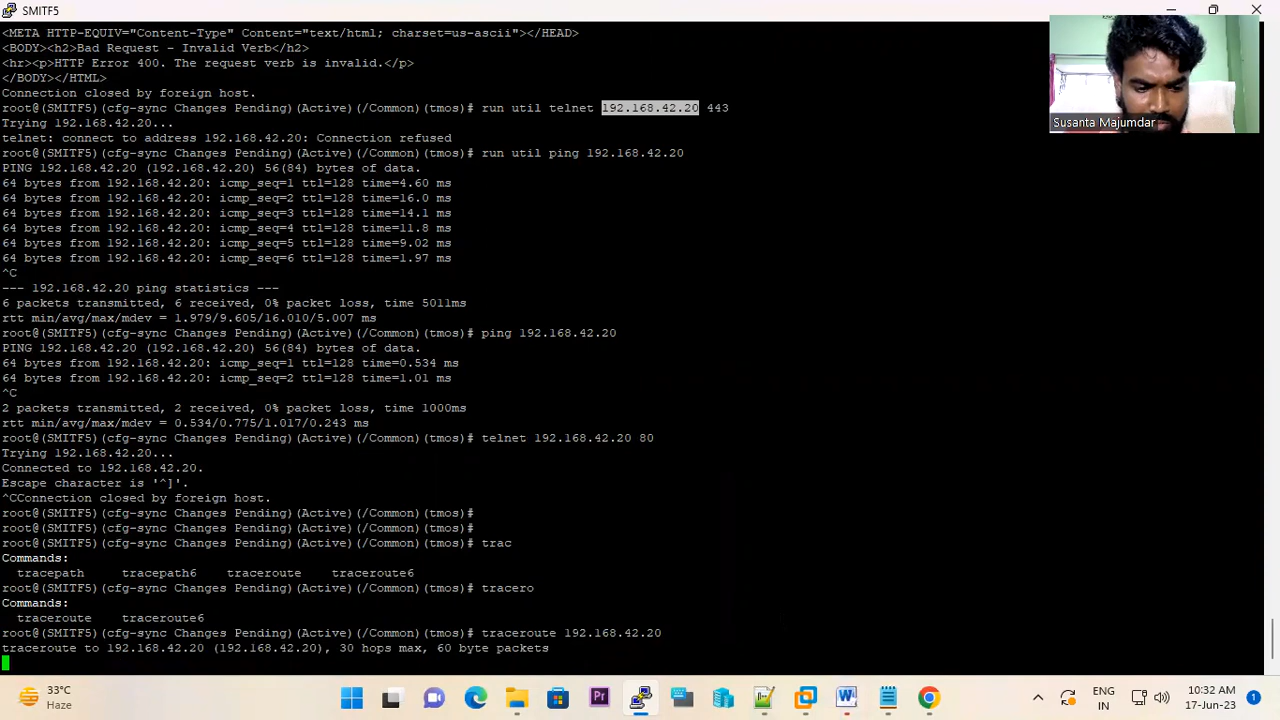 SMITF5
<META HTTP-EQUIV="Content-Type" Content="text/html; charset=us-ascii"></HEAD>
<BODY><h2>Bad Request - Invalid Verb</h2>
<hr><p>HTTP Error 400. The request verb is invalid.</p>
</BODY></HTML>
Connection closed by foreign host.
root@(SMITF5)(cfg-sync Changes Pending)(Active)(/Common)(tmos)# run util telnet 192.168.42.20 443
Trying 192.168.42.20...
telnet: connect to address 192.168.42.20: Connection refused
root@(SMITF5)(cfg-sync Changes Pending)(Active)(/Common)(tmos)# run util ping 192.168.42.20
PING 192.168.42.20 (192.168.42.20) 56(84) bytes of data.
64 bytes from 192.168.42.20: icmp_seq=1 ttl=128 time=4.60 ms
64 bytes from 192.168.42.20: icmp_seq=2 ttl=128 time=16.0 ms
64 bytes from 192.168.42.20: icmp_seq=3 ttl=128 time=14.1 ms
64 bytes from 192.168.42.20: icmp_seq=4 ttl=128 time=11.8 ms
64 bytes from 192.168.42.20: icmp_seq=5 ttl=128 time=9.02 ms
64 bytes from 192.168.42.20: icmp_seq=6 ttl=128 time=1.97 ms
^C
--- 192.168.42.20 ping statistics ---
6 packets transmitted, 6 received, 0% packet loss, time 5011ms
rtt min/avg/max/mdev = 1.979/9.605/16.010/5.007 ms
root@(SMITF5)(cfg-sync Changes Pending)(Active)(/Common)(tmos)# ping 192.168.42.20
PING 192.168.42.20 (192.168.42.20) 56(84) bytes of data.
64 bytes from 192.168.42.20: icmp_seq=1 ttl=128 time=0.534 ms
64 bytes from 192.168.42.20: icmp_seq=2 ttl=128 time=1.01 ms
^C
2 packets transmitted, 2 received, 0% packet loss, time 1000ms
rtt min/avg/max/mdev = 0.534/0.775/1.017/0.243 ms
root@(SMITF5)(cfg-sync Changes Pending)(Active)(/Common)(tmos)# telnet 192.168.42.20 80
Trying 192.168.42.20...
Connected to 192.168.42.20.
Escape character is '^]'.
^CConnection closed by foreign host.
root@(SMITF5)(cfg-sync Changes Pending)(Active)(/Common)(tmos)#
root@(SMITF5)(cfg-sync Changes Pending)(Active)(/Common)(tmos)#
root@(SMITF5)(cfg-sync Changes Pending)(Active)(/Common)(tmos)# trac
Commands:
tracepath tracepath6 traceroute traceroute6
root@(SMITF5)(cfg-sync Changes Pending)(Active)(/Common)(tmos)# tracero
Commands:
traceroute traceroute6
root@(SMITF5)(cfg-sync Changes Pending)(Active)(/Common)(tmos)# traceroute 192.168.42.20
traceroute to 192.168.42.20 (192.168.42.20), 30 hops max, 60 byte packets
Susanta Majumdar
33°C
Haze
Pr
W
ENG
IN
10:32 AM
17-Jun-23
1